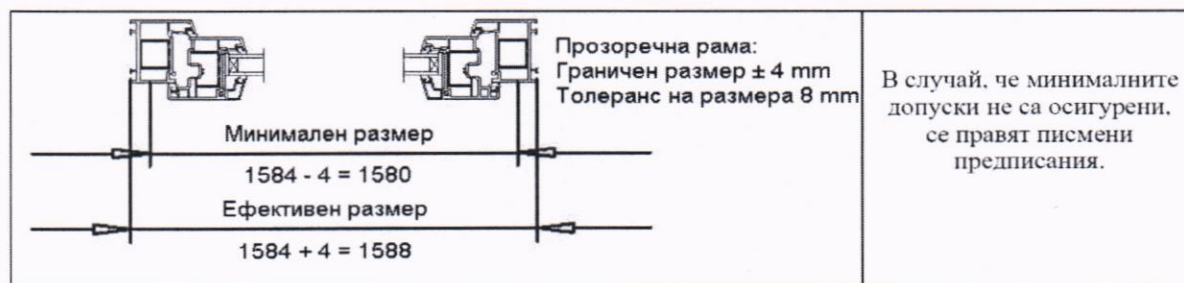 Прозоречна рама:
Граничен размер ± 4 mm
Толеранс на размера 8 mm
Минимален размер
1584 - 4 = 1580
Ефективен размер
1584 + 4 = 1588
В случай, че минималните
допуски не са осигурени,
се правят писмени
предписания.